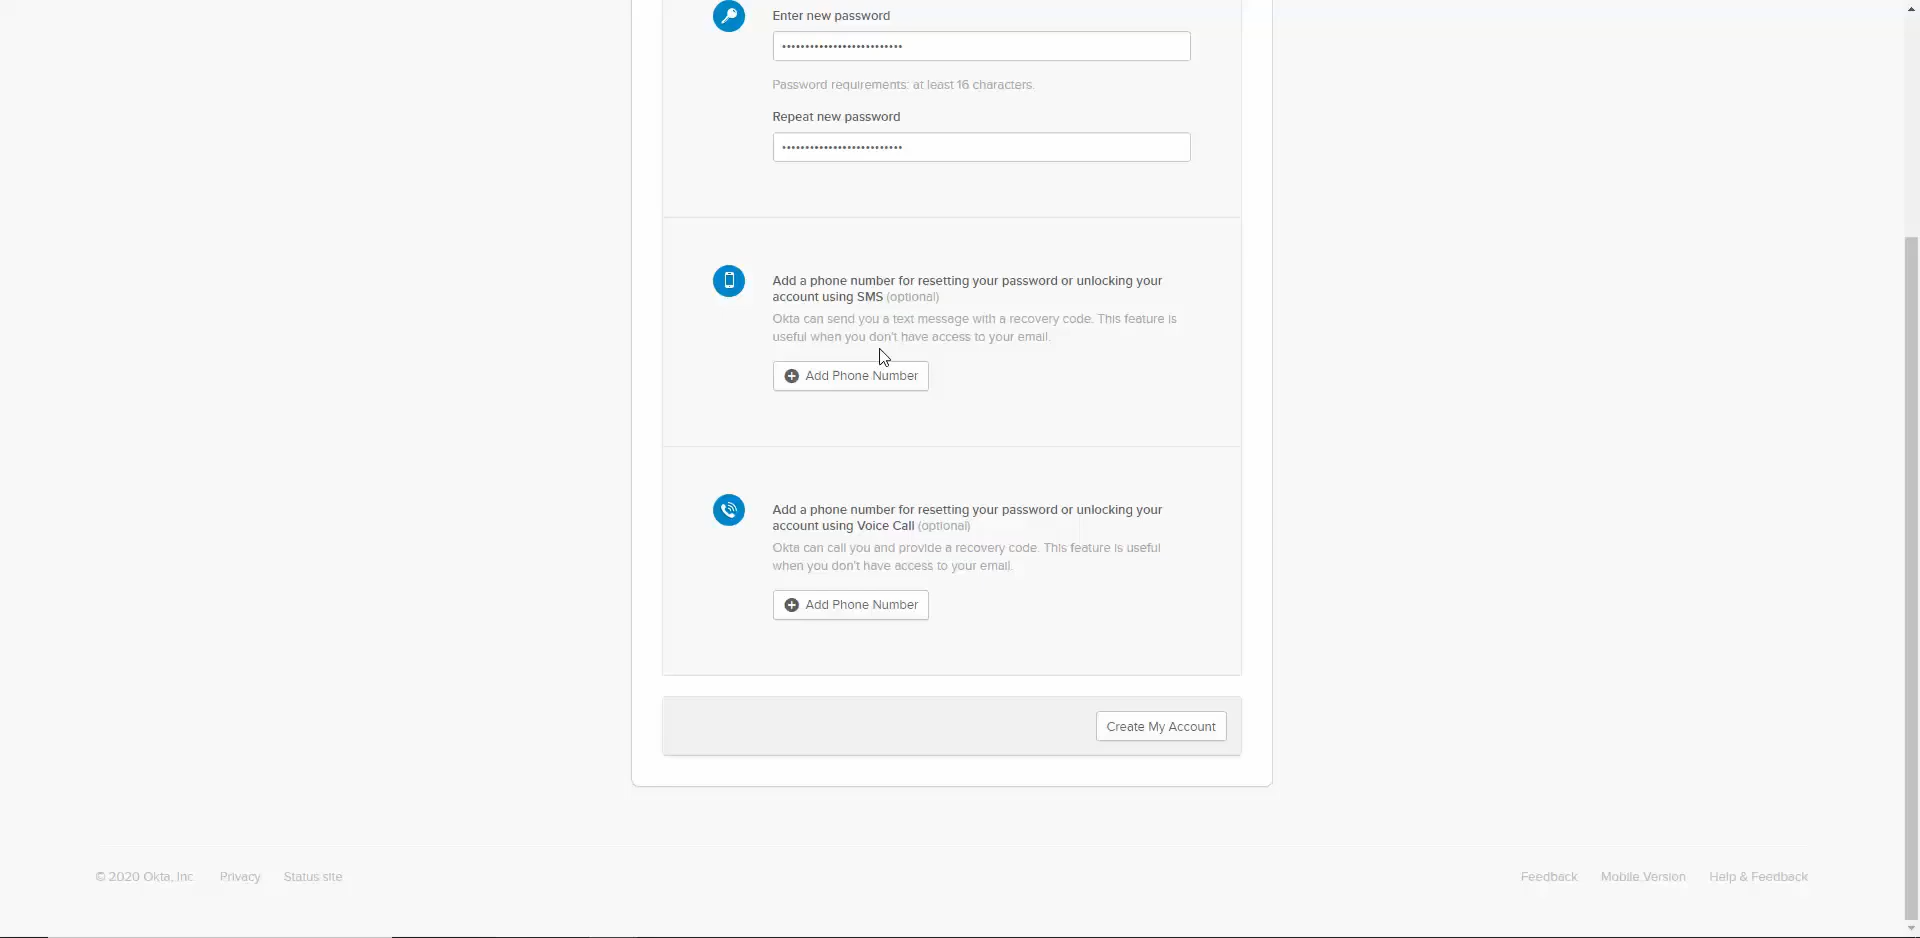 Enter new password
••••••••••••••••••••••••••
Password requirements: at least 16 characters.
Repeat new password
••••••••••••••••••••••••••
Add a phone number for resetting your password or unlocking your
account using SMS (optional)
Okta can send you a text message with a recovery code. This feature is
useful when you don't have access to your email.
Add Phone Number
Add a phone number for resetting your password or unlocking your
account using Voice Call (optional)
Okta can call you and provide a recovery code. This feature is useful
when you don't have access to your email.
Add Phone Number
Create My Account
© 2020 Okta, Inc Privacy Status site Feedback Mobile Version Help & Feedback